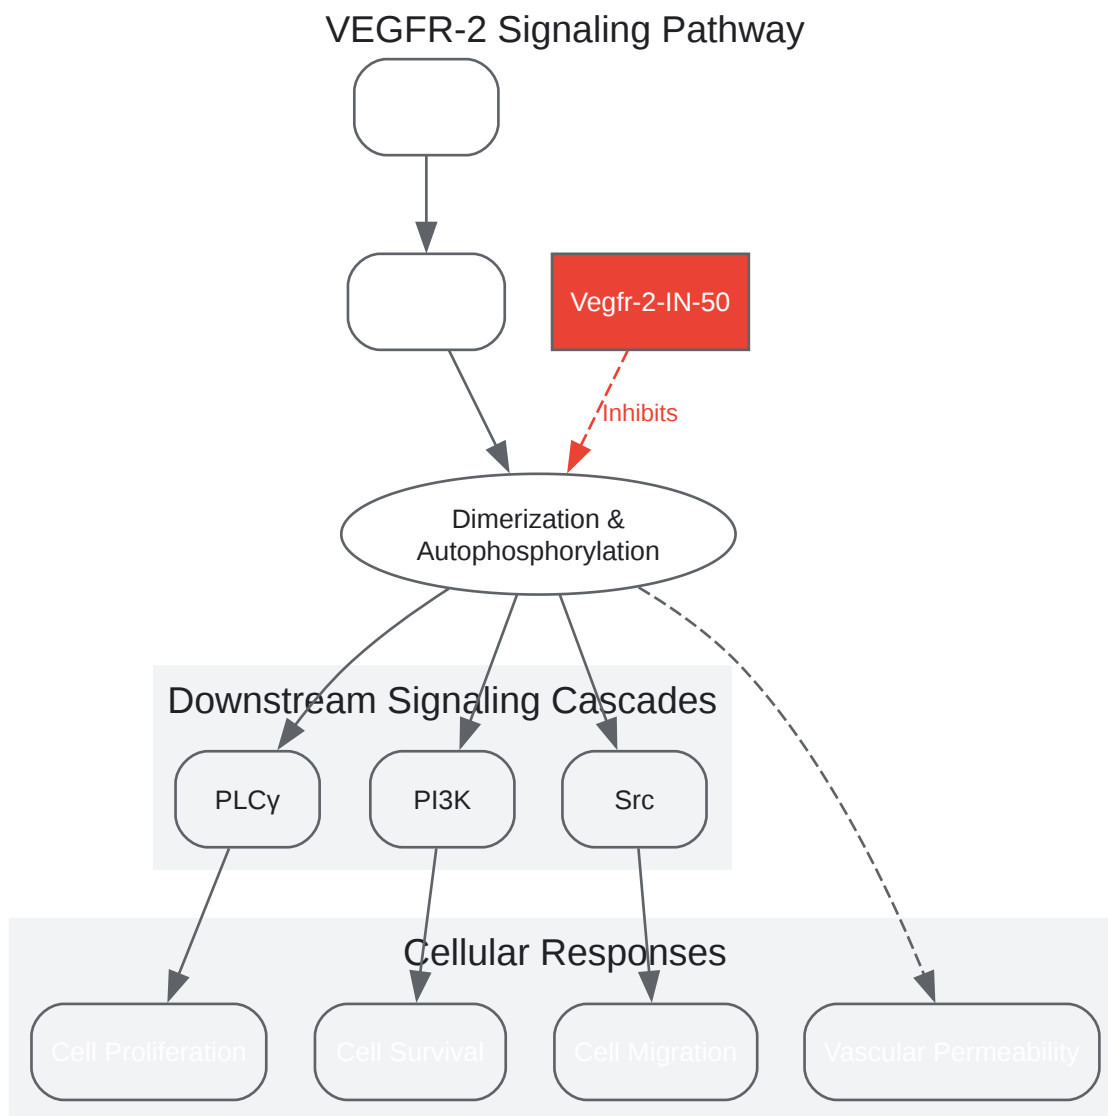 VEGFR-2 Signaling Pathway
Vegfr-2-IN-50
Inhibits
Dimerization &
Autophosphorylation
Downstream Signaling Cascades
PLCγ
PI3K
Src
Cellular Responses
Cell Proliferation
Cell Survival
Cell Migration
Vascular Permeability